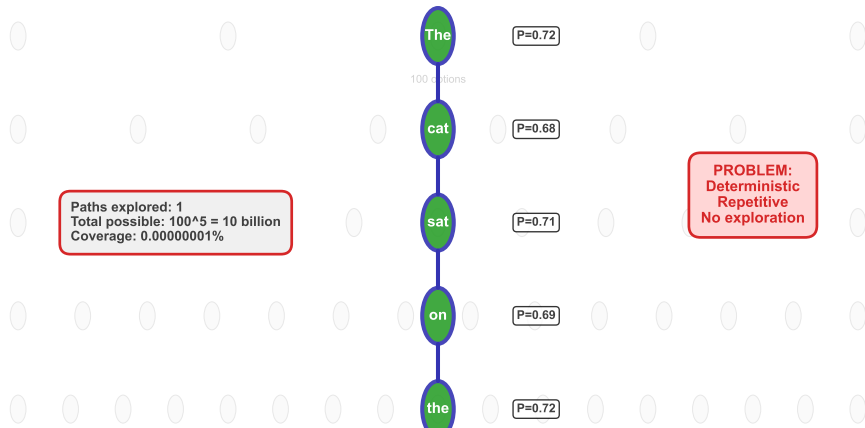 The
P=0.72
100 options
cat
P=0.68
PROBLEM:
Deterministic
Repetitive
No exploration
Paths explored: 1
Total possible: 100^5 = 10 billion
Coverage: 0.00000001%
sat
P=0.71
on
P=0.69
the
P=0.72